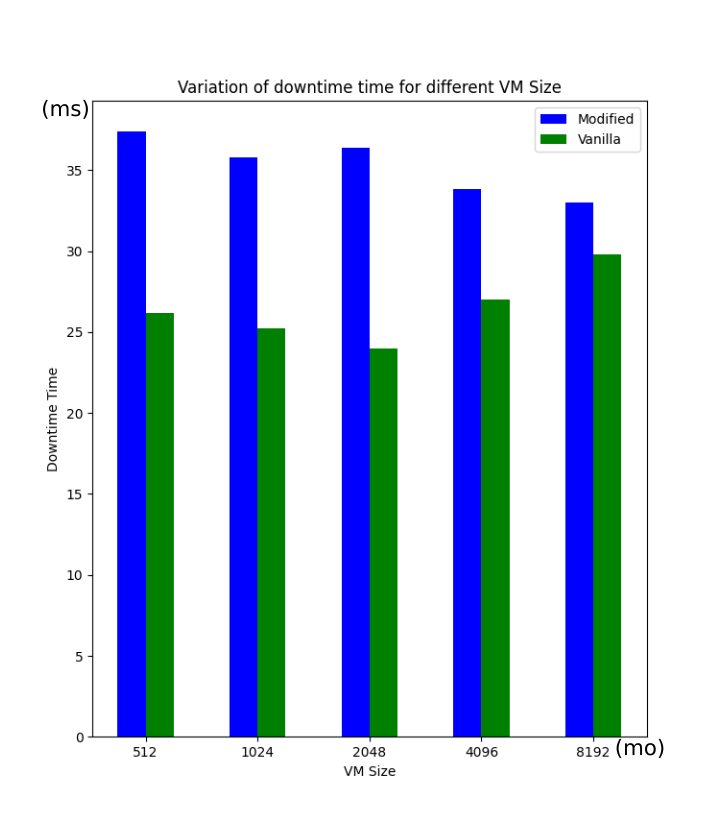 Variation of downtime time for different VM Size
(ms)
Modified
Vanilla
35
30
25
20
15
10
5
0
Downtime Time
512 1024 2048 4096 8192 (mo)
VM Size